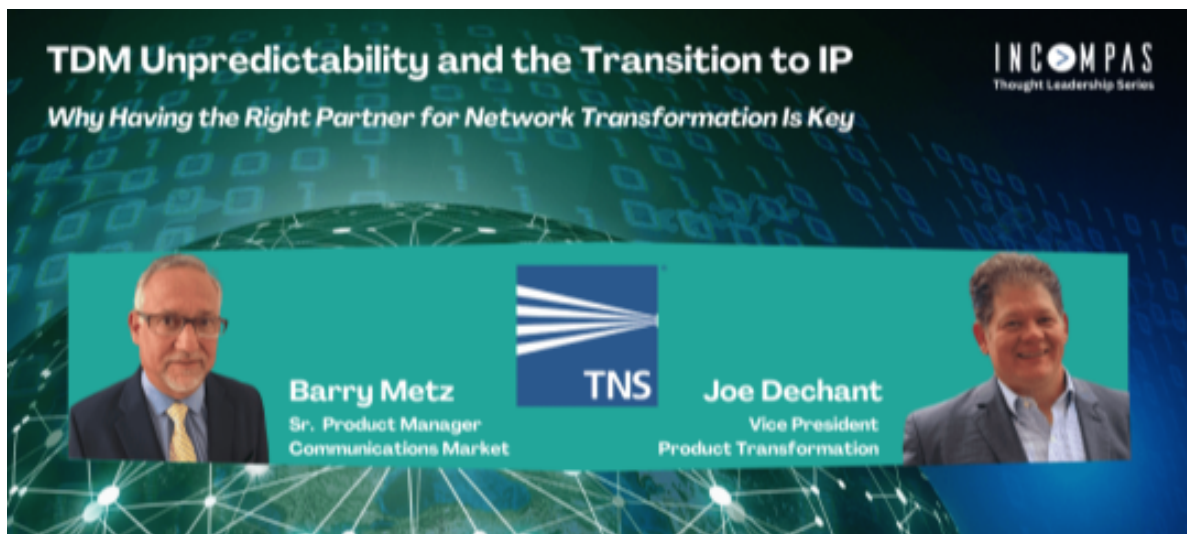 TDM Unpredictability and the Transition to IP
Why Having the Right Partner for Network Transformation Is Key
INCOMPAS
Thought Leadership Series
TNS
Barry Metz
Sr. Product Manager
Communications Market
Joe Dechant
Vice President
Product Transformation